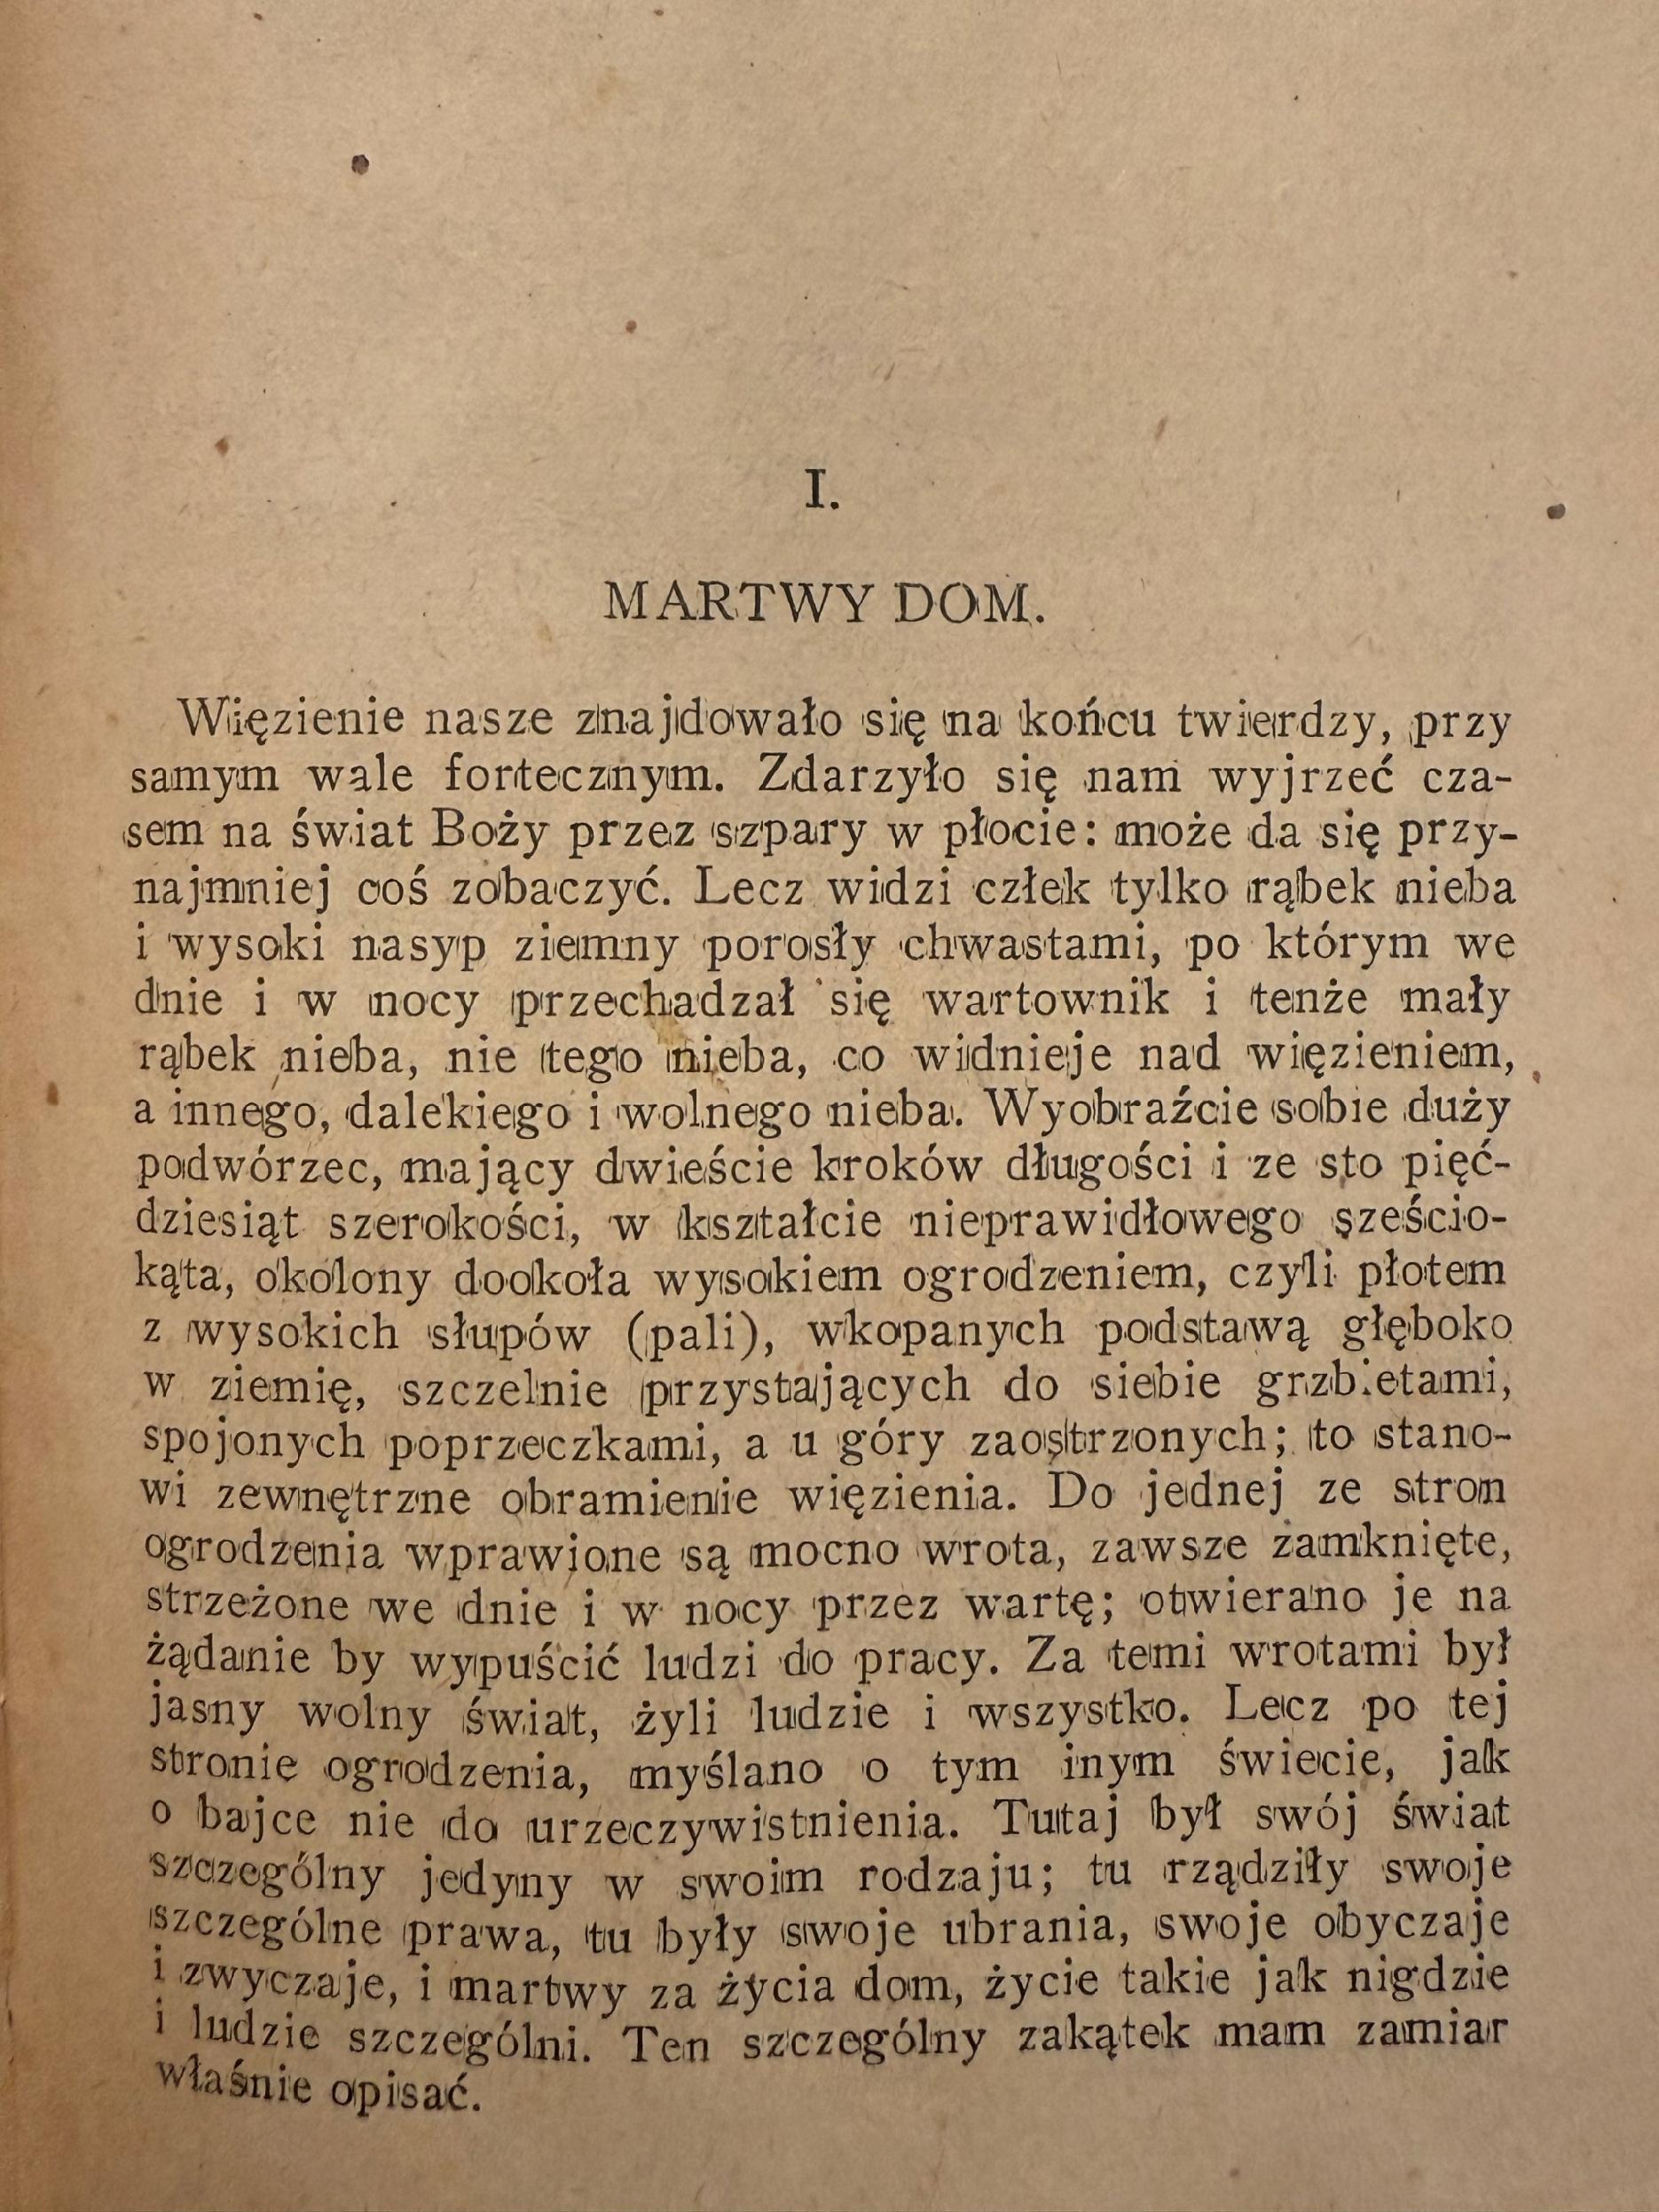 I.
MARTWY DOM.
Więzienie nasze znajdowało się na końcu twierdzy, przy
samym wale fortecznym. Zdarzyło się nam wyjrzeć cza-
sem na świat Boży przez szpary w płocie: może da się przy-
najmniej coś zobaczyć. Lecz widzi człek tylko rąbek nieba
i wysoki nasyp ziemny porosły chwastami, po którym we
dnie i w nocy przechadzał się wartownik i tenże mały
rąbek nieba, nie tego nieba, co widnieje nad więzieniem,
a innego, dalekiego i wolnego nieba. Wyobraźcie sobie duży
podwórzec, mający dwieście kroków długości i ze sto pięć-
dziesiąt szerokości, w kształcie nieprawidłowego sześcio-
kąta, okolony dookoła wysokiem ogrodzeniem, czyli płotem
z wysokich słupów (pali), wkopanych podstawą głęboko
w ziemię, szczelnie przystających do siebie grzbietami,
spojonych poprzeczkami, a u góry zaostrzonych; to stano-
wi zewnętrzne obramienie więzienia. Do jednej ze stron
ogrodzenia wprawione są mocno wrota, zawsze zamknięte,
strzeżone we dnie i w nocy przez wartę; otwierano je na
żądanie by wypuścić ludzi do pracy. Za temi wrotami był
jasny wolny świat, żyli ludzie i wszystko. Lecz po tej
stronie ogrodzenia, myślano o tym inym świecie, jak
o bajce nie do urzeczywistnienia. Tutaj był swój świat
szczególny jedyny w swoim rodzaju; tu rządziły swoje
szczególne prawa, tu były swoje ubrania, swoje obyczaje
i zwyczaje, i martwy za życia dom, życie takie jak nigdzie
i ludzie szczególni. Ten szczególny zakątek mam zamiar
właśnie opisać.